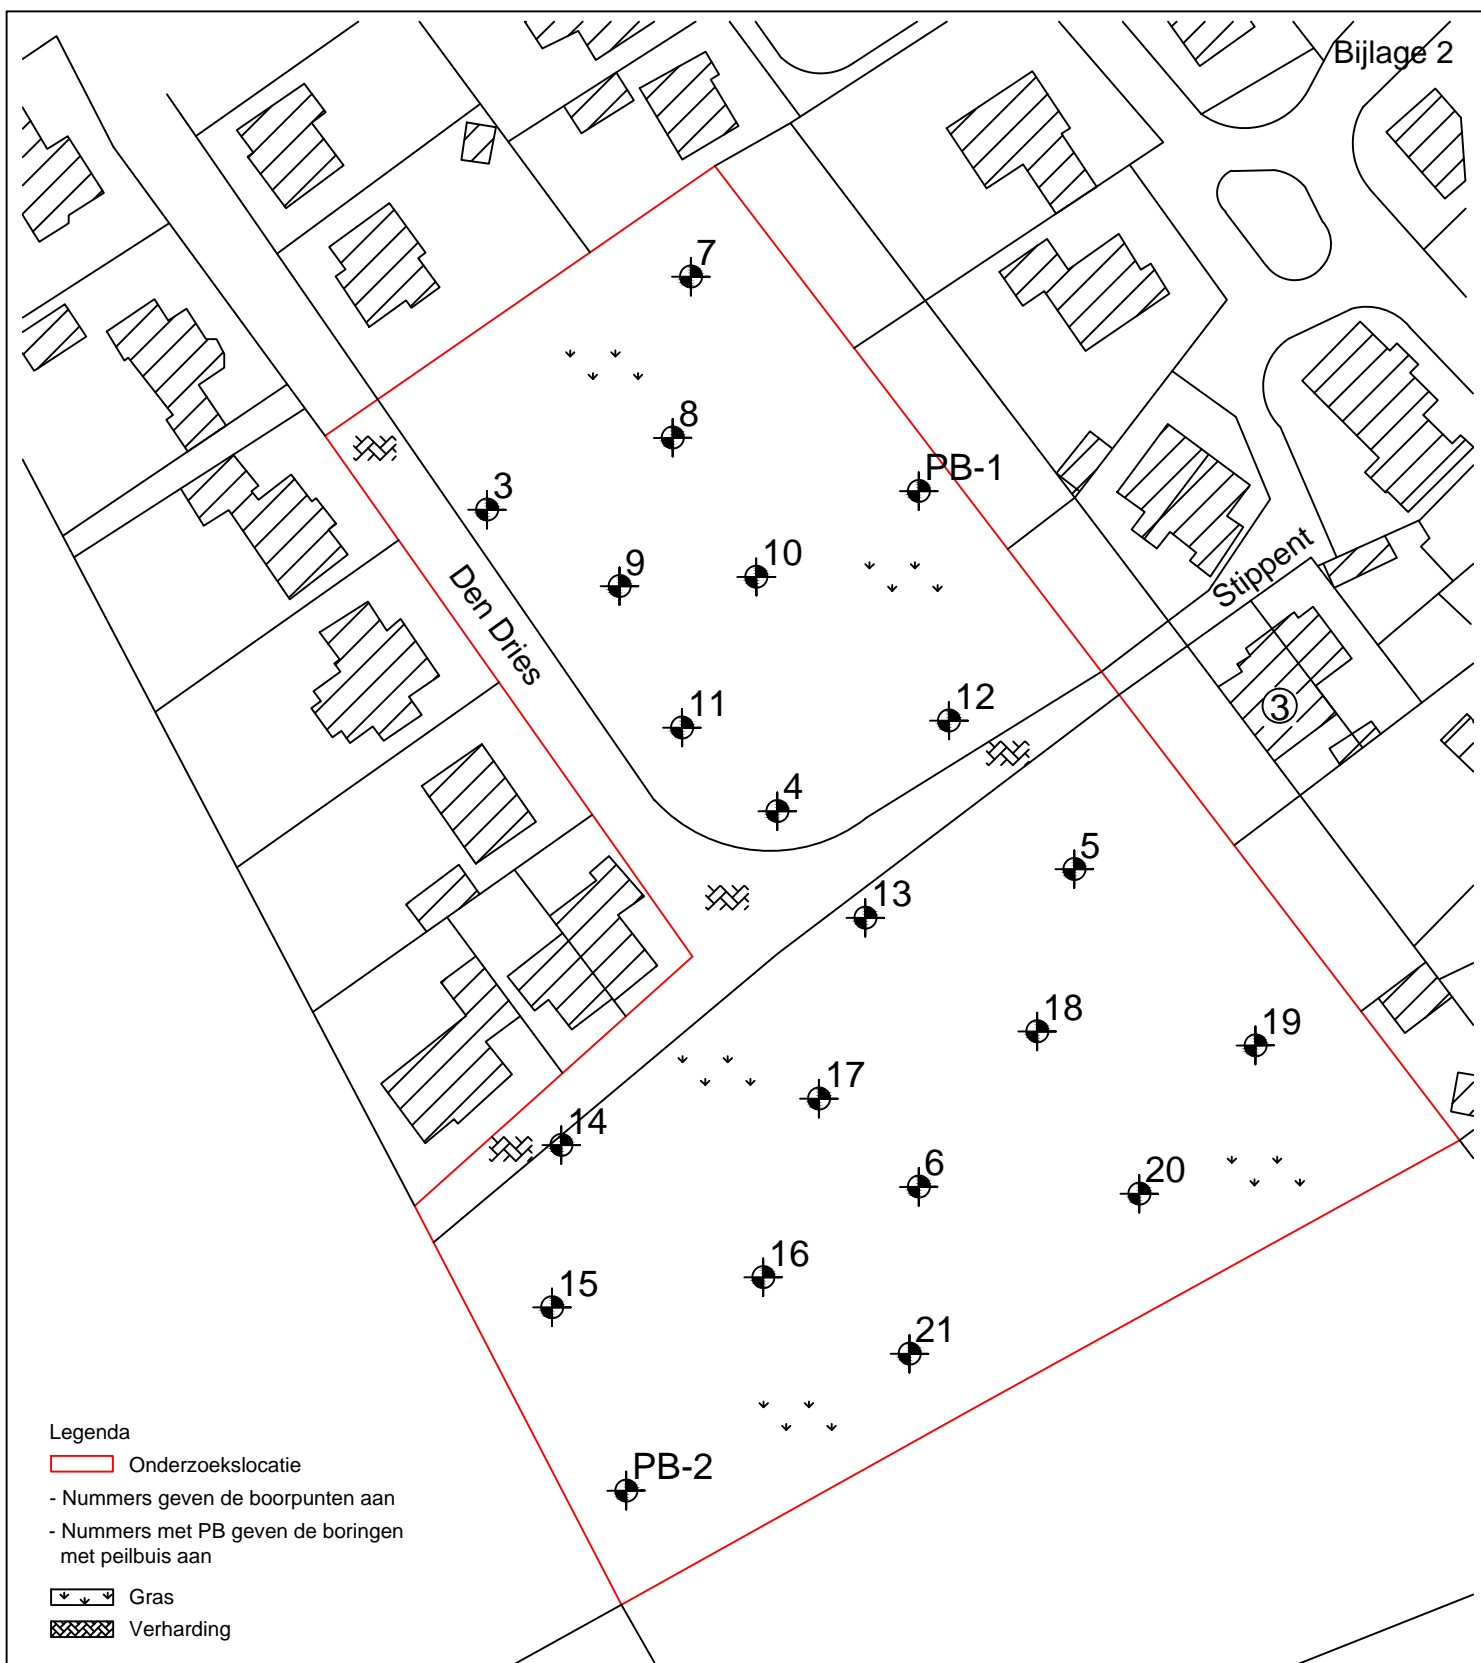 Bijlage 2
7
8
PB-1
3
10
9
Stippent
Den Dries
3
12
11
4
5
13
18
19
17
14
6
20
16
15
21
PB-2
Legenda
Onderzoekslocatie
- Nummers geven de boorpunten aan
- Nummers met PB geven de boringen
met peilbuis aan
Gras
Verharding